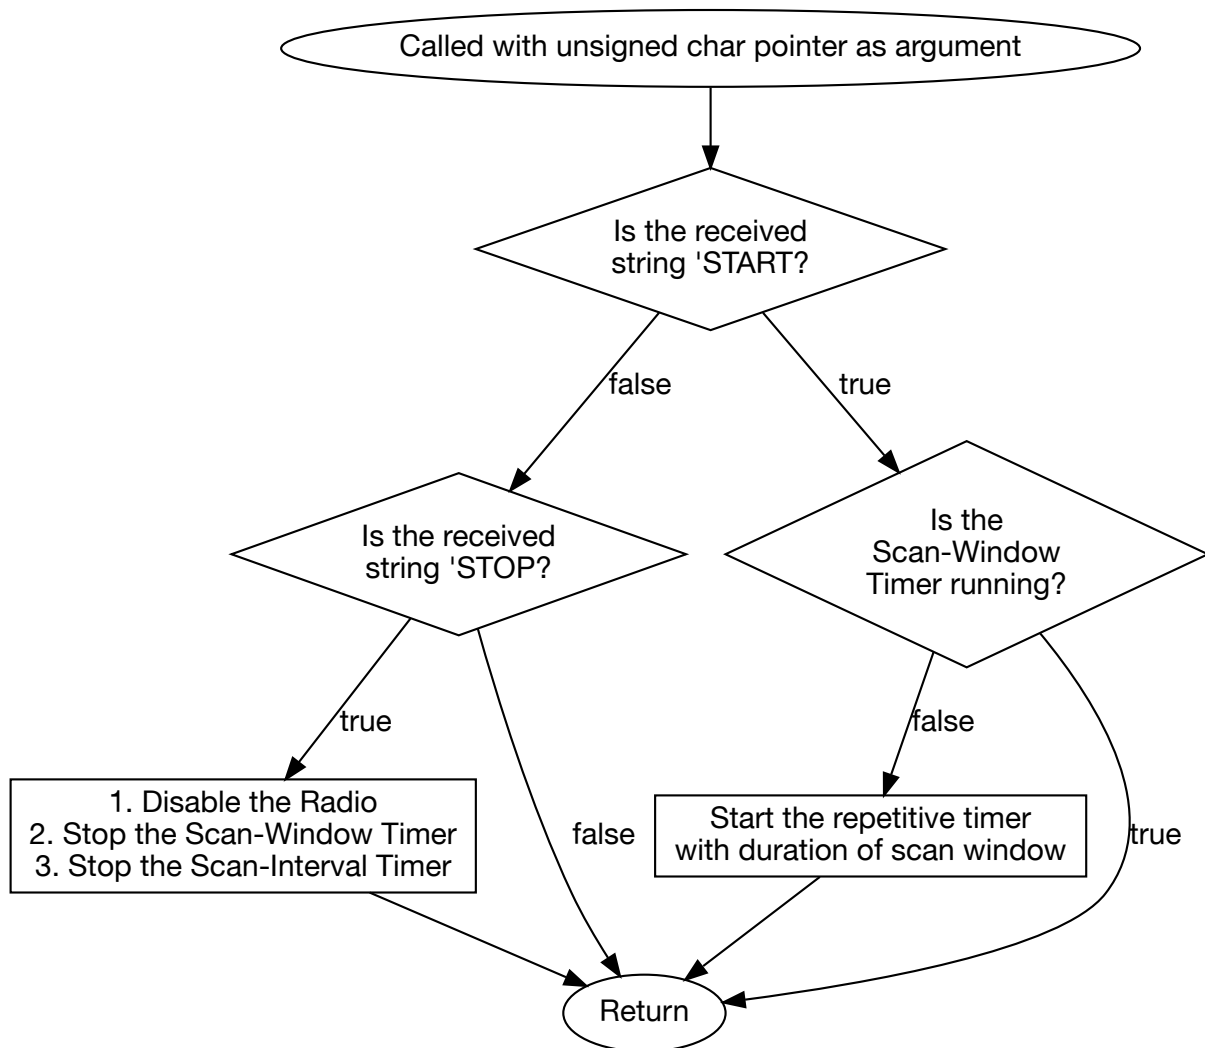 Called with unsigned char pointer as argument
Is the received
string 'START?
false
true
Is the received
string 'STOP?
Is the
Scan-Window
Timer running?
true
false
false
true
1. Disable the Radio
2. Stop the Scan-Window Timer
3. Stop the Scan-Interval Timer
Start the repetitive timer
with duration of scan window
Return